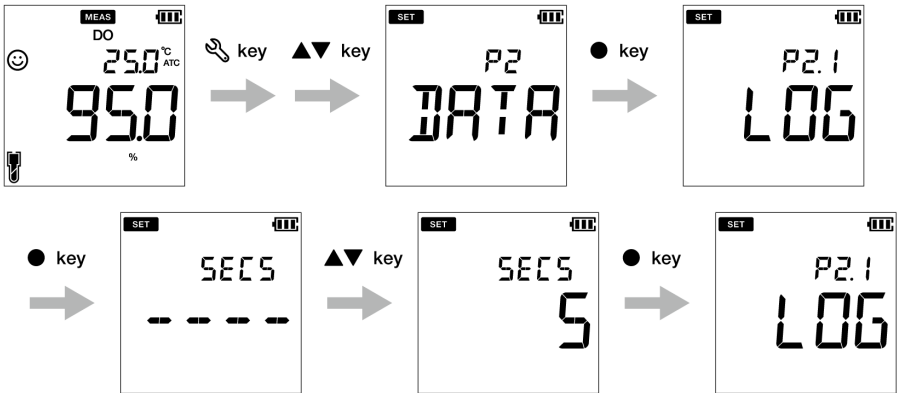 MEAS
DO
25.0 °C
ATC
95.0
%
key
▲▼ key
SET
P2
DATA
● key
SET
P2.1
LOG
● key
SET
SECS
----
▲▼ key
SET
SECS
5
● key
SET
P2.1
LOG